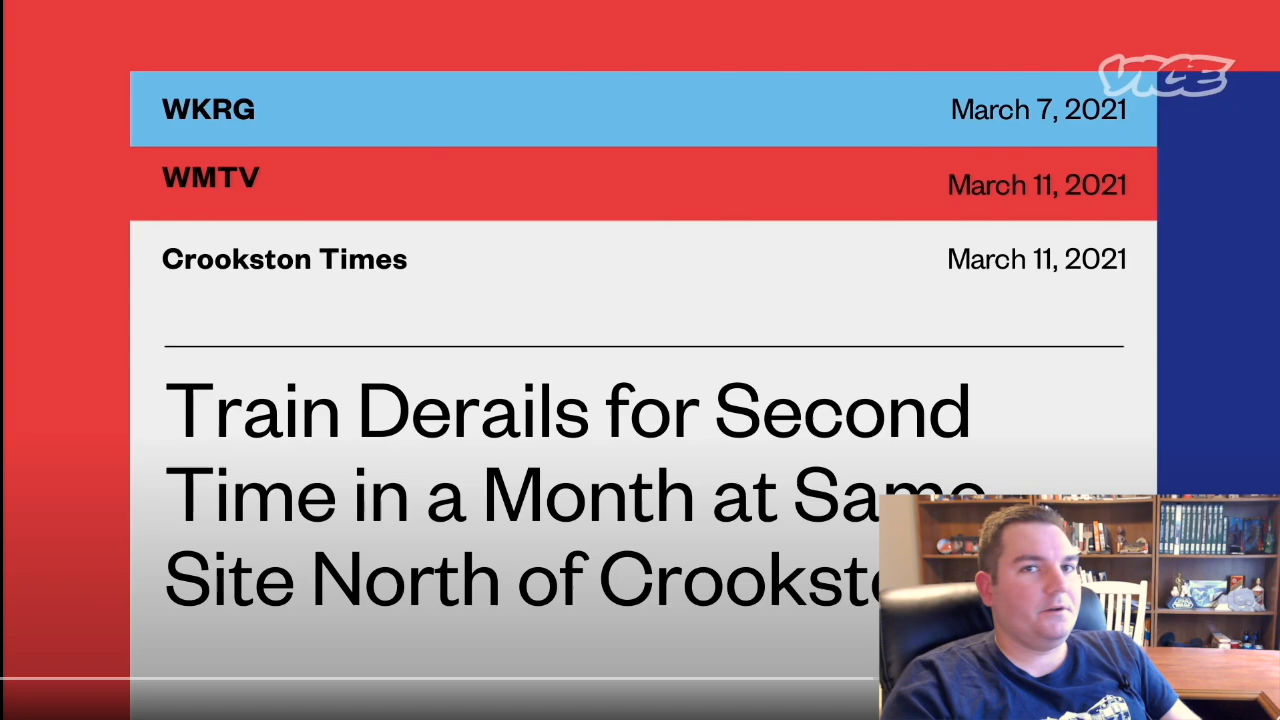 VICE
WKRG March 7, 2021
WMTV March 11, 2021
Crookston Times March 11, 2021
Train Derails for Second
Time in a Month at Same
Site North of